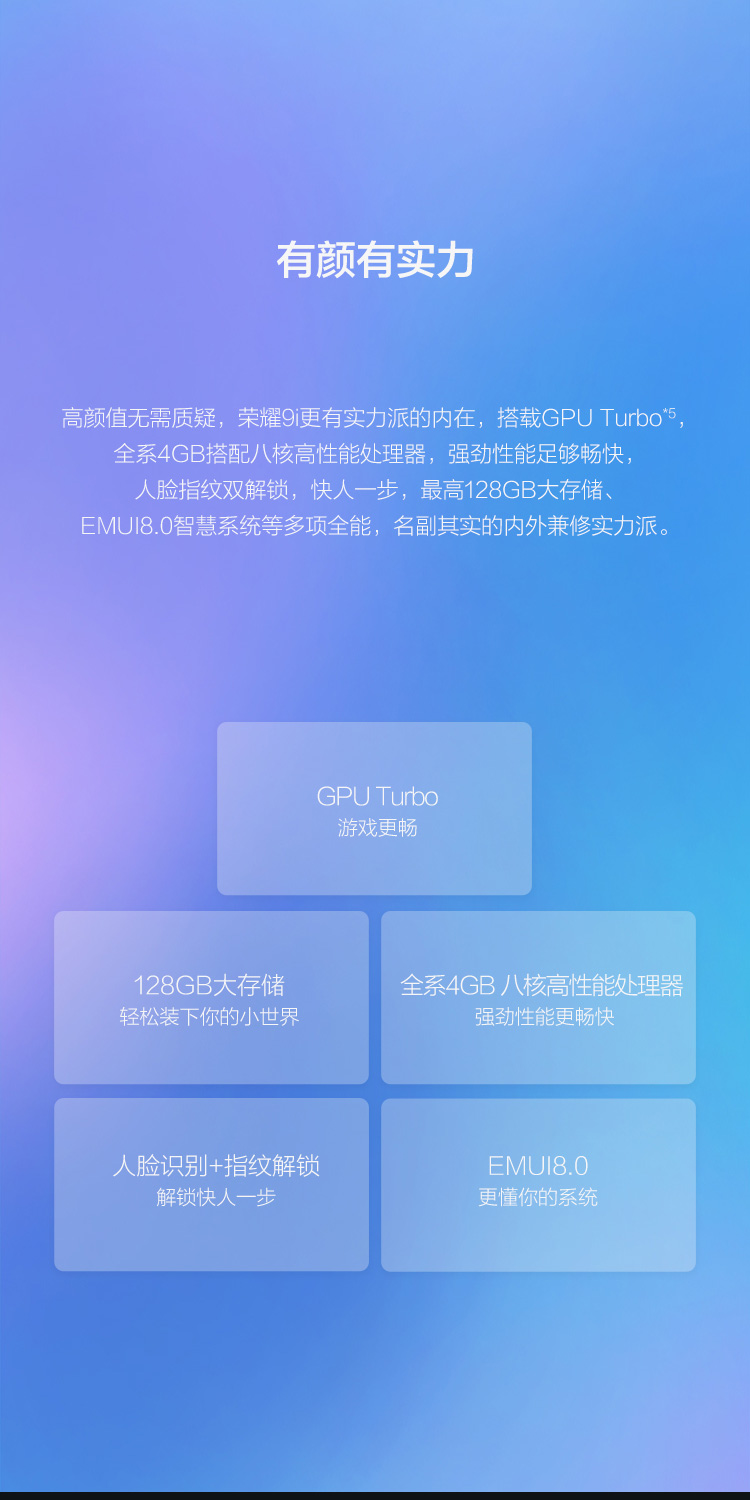 有颜有实力
高颜值无需质疑，荣耀9i更有实力派的内在，搭载GPU Turbo*5，
全系4GB搭配八核高性能处理器，强劲性能足够畅快，
人脸指纹双解锁，快人一步，最高128GB大存储、
EMUI8.0智慧系统等多项全能，名副其实的内外兼修实力派。
GPU Turbo
游戏更畅
128GB大存储
轻松装下你的小世界
全系4GB 八核高性能处理器
强劲性能更畅快
人脸识别+指纹解锁
解锁快人一步
EMUI8.0
更懂你的系统